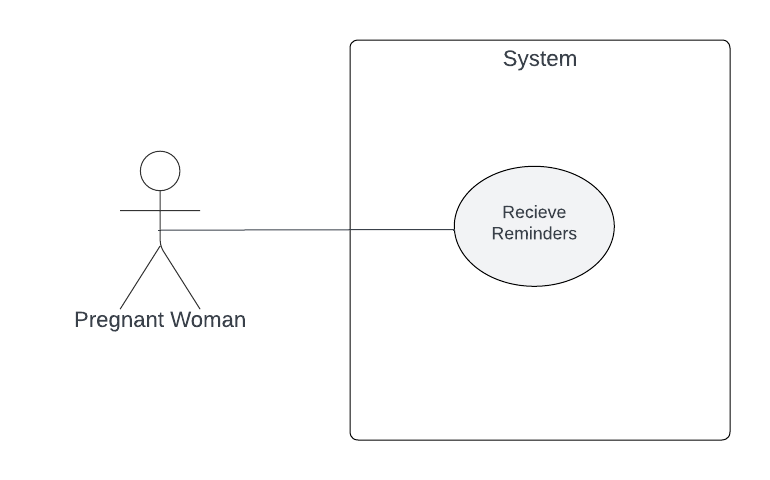 System
Recieve
Reminders
Pregnant Woman